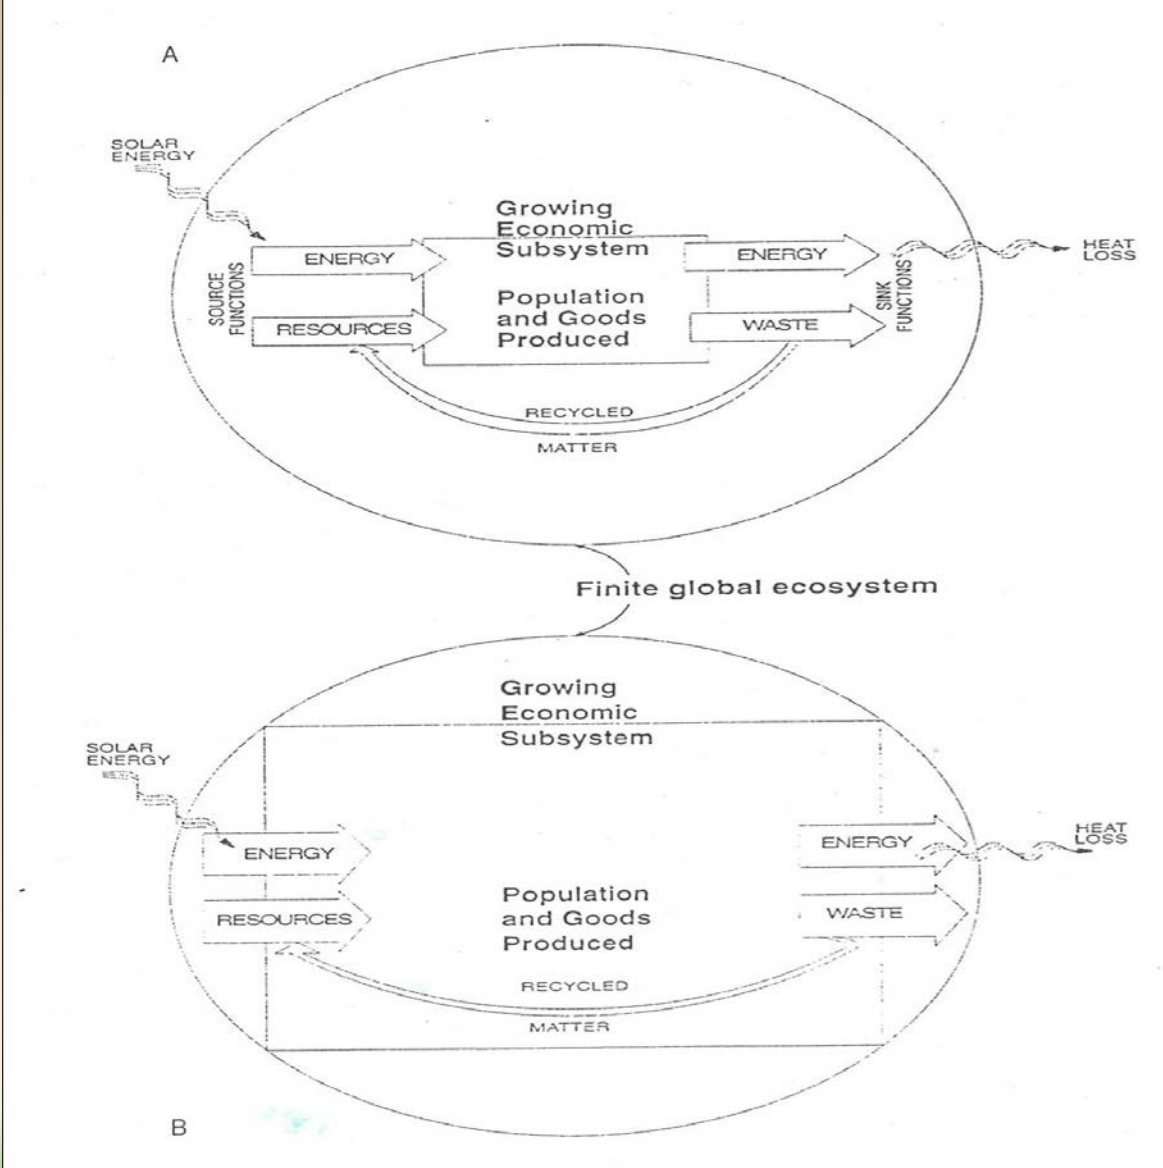 A
SOLAR
ENERGY
Growing
Economic
Subsystem
ENERGY
ENERGY
HEAT
LOSS
SOURCE
FUNCTIONS
SINK
FUNCTIONS
Population
and Goods
Produced
RESOURCES
WASTE
RECYCLED
MATTER
Finite global ecosystem
Growing
Economic
Subsystem
SOLAR
ENERGY
ENERGY
ENERGY
HEAT
LOSS
Population
and Goods
Produced
RESOURCES
WASTE
RECYCLED
MATTER
B